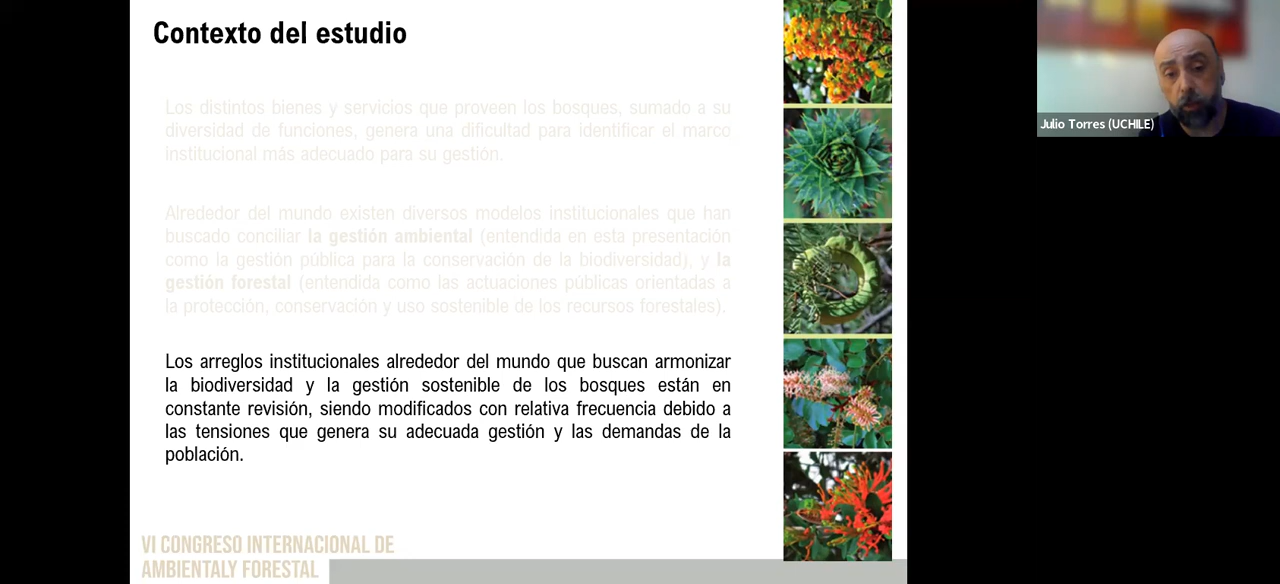 Contexto del estudio
Los distintos bienes y servicios que proveen los bosques, sumado a su
diversidad de funciones, genera una dificultad para identificar el marco
institucional más adecuado para su gestión.
Alrededor del mundo existen diversos modelos institucionales que han
buscado conciliar la gestión ambiental (entendida en esta presentación
como la gestión pública para la conservación de la biodiversidad), y la
gestión forestal (entendida como las actuaciones públicas orientadas a
la protección, conservación y uso sostenible de los recursos forestales).
Los arreglos institucionales alrededor del mundo que buscan armonizar
la biodiversidad y la gestión sostenible de los bosques están en
constante revisión, siendo modificados con relativa frecuencia debido a
las tensiones que genera su adecuada gestión y las demandas de la
población.
VI CONGRESO INTERNACIONAL DE
AMBIENTALY FORESTAL
Julio Torres (UCHILE)